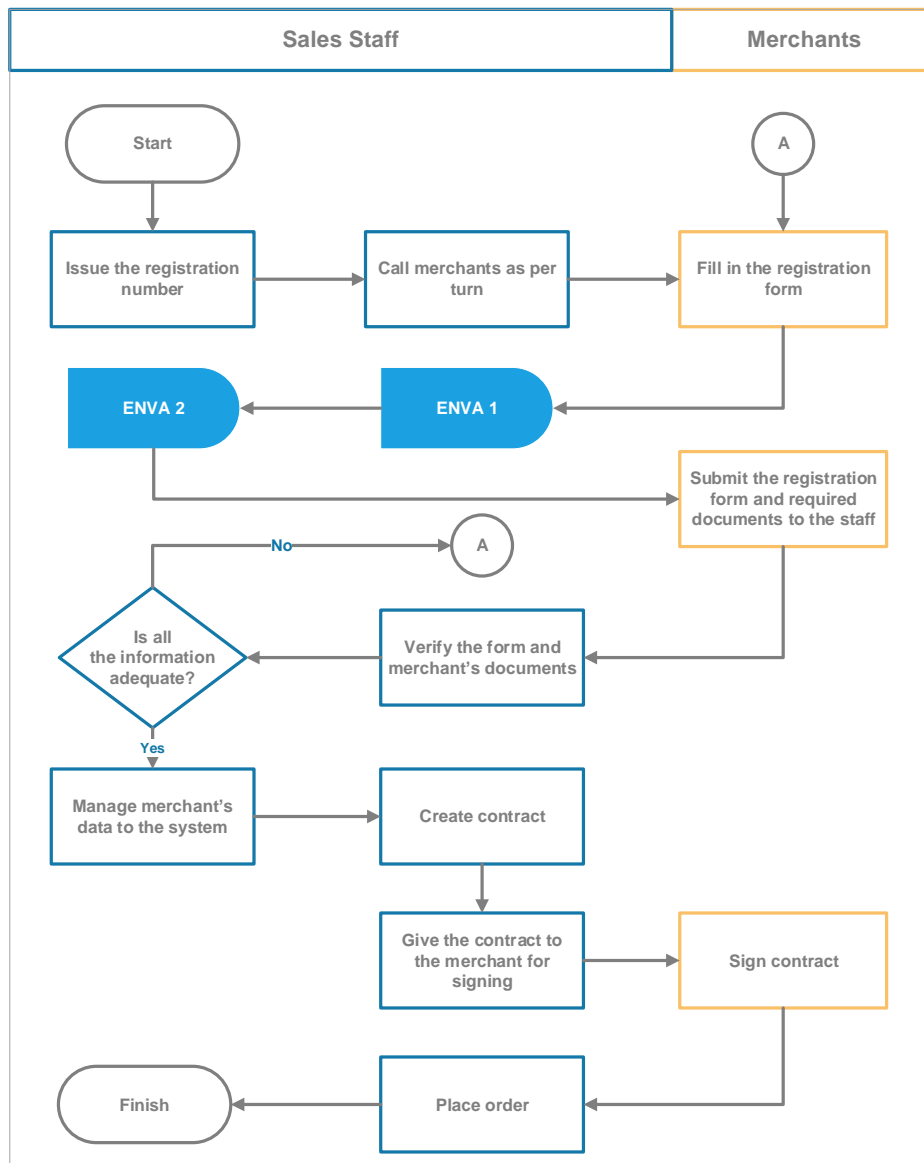 Sales Staff
Merchants
Start
A
Issue the registration
number
Call merchants as per
turn
Fill in the registration
form
ENVA 2
ENVA 1
Submit the registration
form and required
documents to the staff
No
A
Is all
the information
adequate?
Verify the form and
merchant’s documents
Yes
Manage merchant’s
data to the system
Create contract
Give the contract to
the merchant for
signing
Sign contract
Finish
Place order